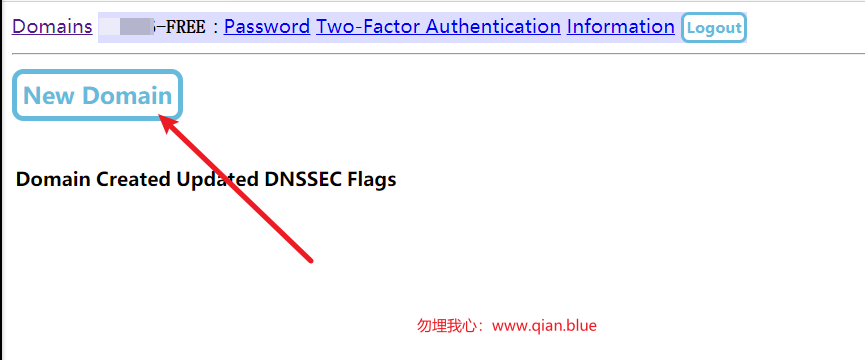 Domains -FREE : Password Two-Factor Authentication Information Logout
New Domain
Domain Created Updated DNSSEC Flags
勿埋我心：www.qian.blue